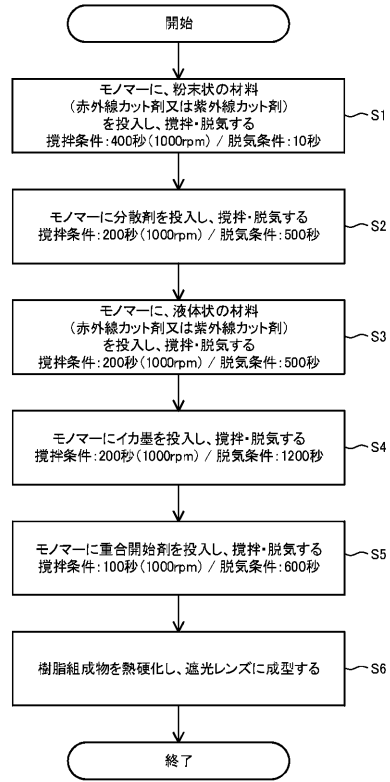 開始
モノマーに、粉末状の材料
(赤外線カット剤又は紫外線カット剤)
を投入し、撹拌・脱気する
撹拌条件:400秒(1000rpm) / 脱気条件:10秒
S1
モノマーに分散剤を投入し、撹拌・脱気する
撹拌条件:200秒(1000rpm) / 脱気条件:500秒
S2
モノマーに、液体状の材料
(赤外線カット剤又は紫外線カット剤)
を投入し、撹拌・脱気する
撹拌条件:200秒(1000rpm) / 脱気条件:500秒
S3
モノマーにイカ墨を投入し、撹拌・脱気する
撹拌条件:200秒(1000rpm) / 脱気条件:1200秒
S4
モノマーに重合開始剤を投入し、撹拌・脱気する
撹拌条件:100秒(1000rpm) / 脱気条件:600秒
S5
樹脂組成物を熱硬化し、遮光レンズに成型する
S6
終了